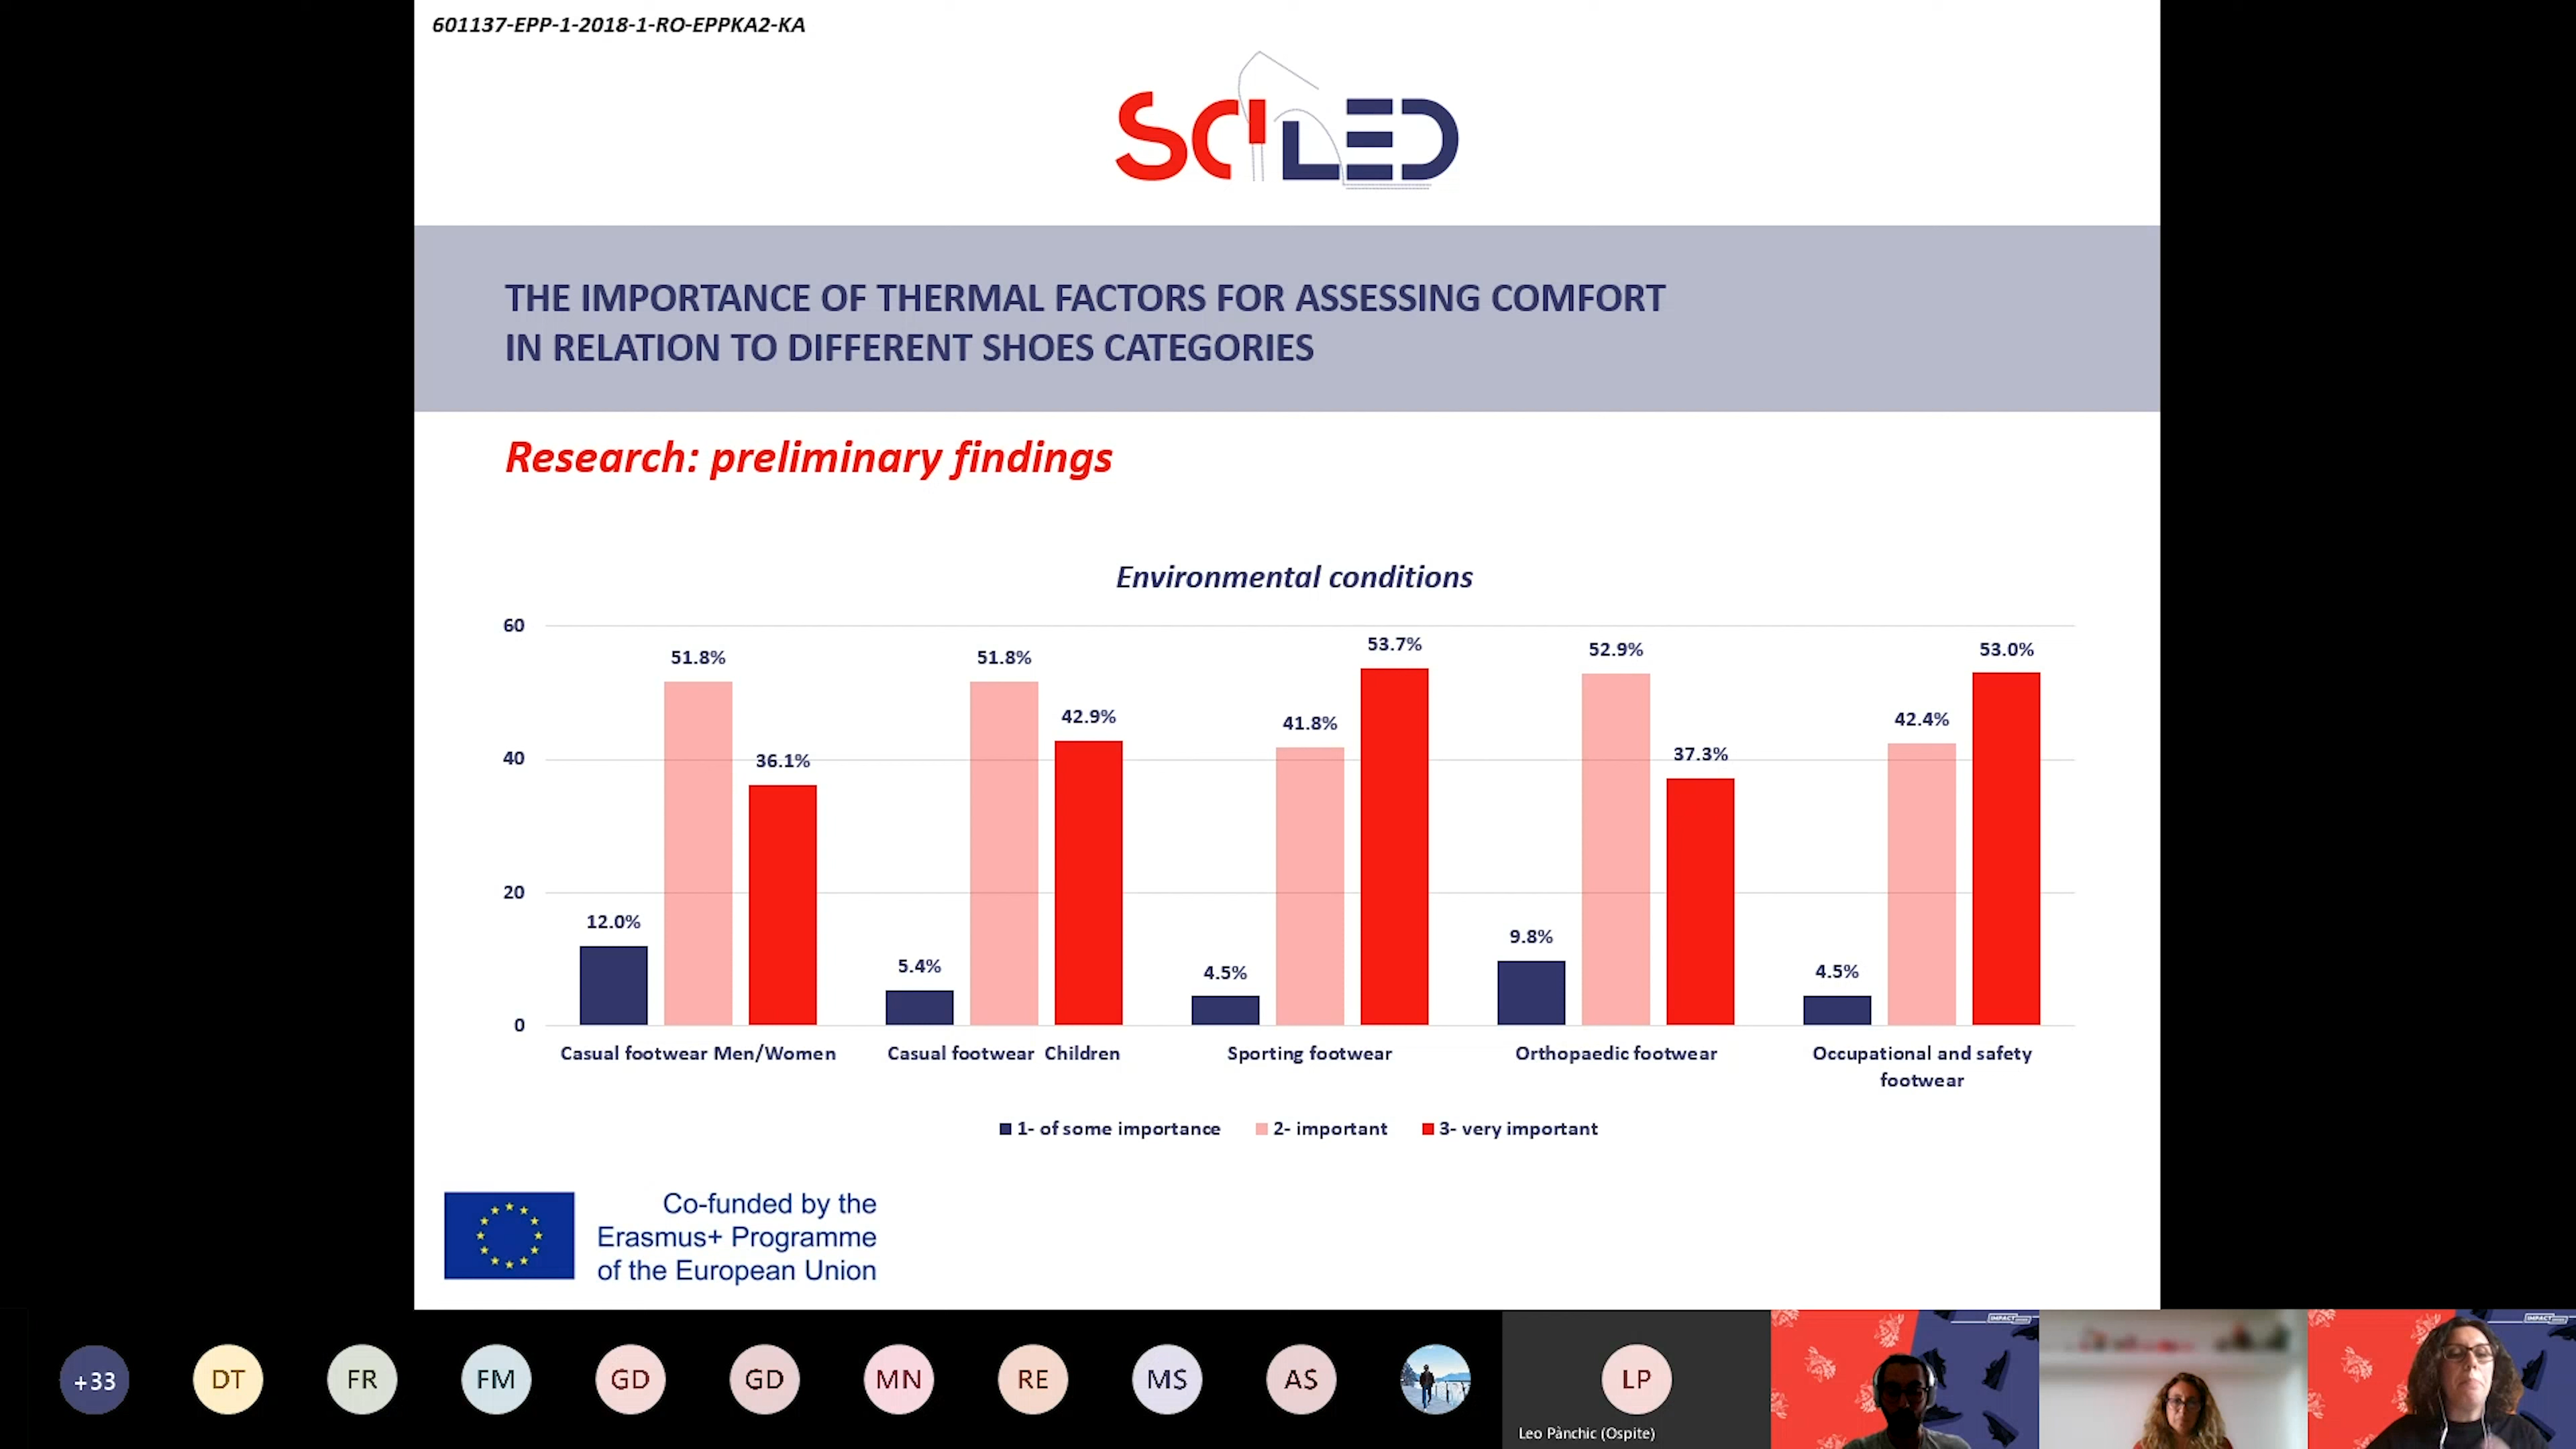 601137-EPP-1-2018-1-RO-EPPKA2-KA
SCILED
THE IMPORTANCE OF THERMAL FACTORS FOR ASSESSING COMFORT
IN RELATION TO DIFFERENT SHOES CATEGORIES
Research: preliminary findings
Environmental conditions
60
40
20
0
12.0%
51.8%
36.1%
5.4%
51.8%
42.9%
4.5%
41.8%
53.7%
9.8%
52.9%
37.3%
4.5%
42.4%
53.0%
Casual footwear Men/Women
Casual footwear Children
Sporting footwear
Orthopaedic footwear
Occupational and safety
footwear
1- of some importance
2- important
3- very important
Co-funded by the
Erasmus+ Programme
of the European Union
+33
DT
FR
FM
GD
GD
MN
RE
MS
AS
LP
Leo Pànchic (Ospite)
IMPACT
IMPACT